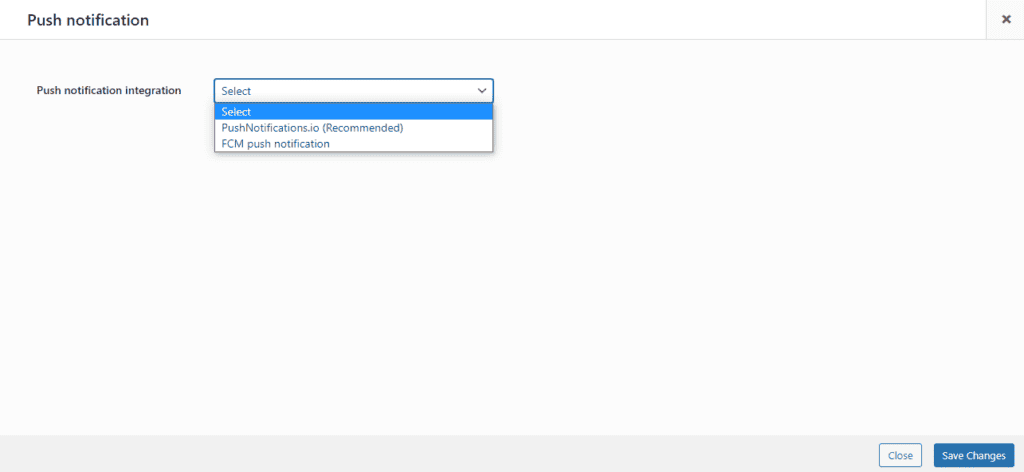 Push notification
Push notification integration
Select
Select
PushNotifications.io (Recommended)
FCM push notification
Close
Save Changes